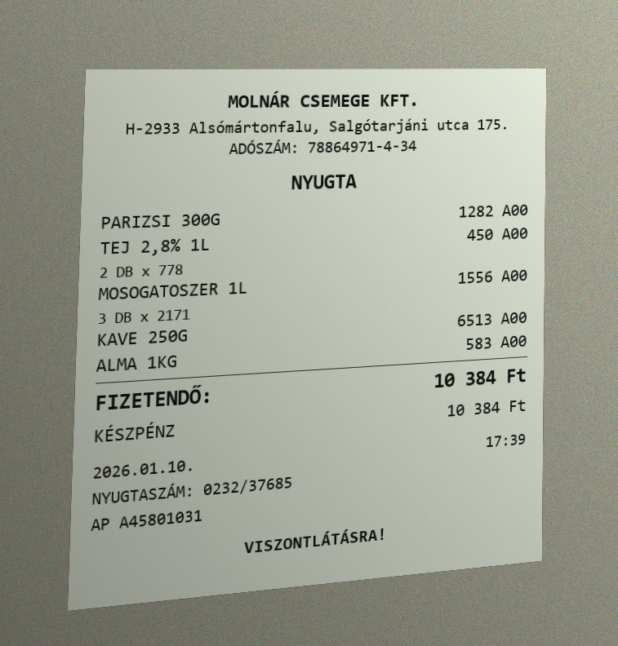 MOLNÁR CSEMEGE KFT.
H-2933 Alsómártonfalu, Salgótarjáni utca 175.
ADÓSZÁM: 78864971-4-34
NYUGTA
PARIZSI 300G 1282 A00
TEJ 2,8% 1L 450 A00
2 DB x 778
MOSOGATOSZER 1L 1556 A00
3 DB x 2171
KAVE 250G 6513 A00
ALMA 1KG 583 A00
FIZETENDŐ: 10 384 Ft
KÉSZPÉNZ 10 384 Ft
2026.01.10. 17:39
NYUGTASZÁM: 0232/37685
AP A45801031
VISZONTLÁTÁSRA!